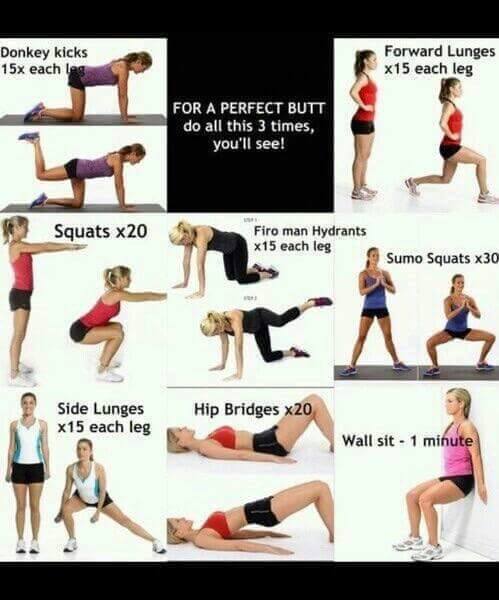 Donkey kicks
15x each leg
FOR A PERFECT BUTT
do all this 3 times,
you'll see!
Forward Lunges
x15 each leg
Squats x20
STEP 1
Firo man Hydrants
x15 each leg
STEP 2
Sumo Squats x30
Side Lunges
x15 each leg
Hip Bridges x20
Wall sit - 1 minute